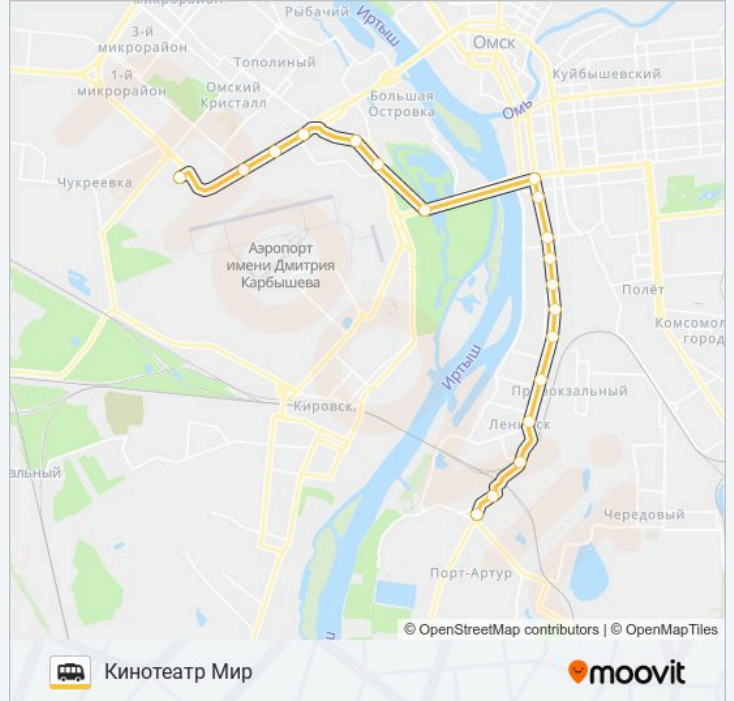 Рыбачий
Иртыш
3-й
микрорайон
Омск
Тополиный
1-й
микрорайон
Омский
Кристалл
Куйбышевский
Большая
Островка
Омь
Чукреевка
Аэропорт
имени Дмитрия
Карбышева
Полёт
Комсомол
город
Иртыш
Кировск
Ленинск
альный
Чередовый
Порт-Артур
© OpenStreetMap contributors | © OpenMapTiles
Кинотеатр Мир
moovit